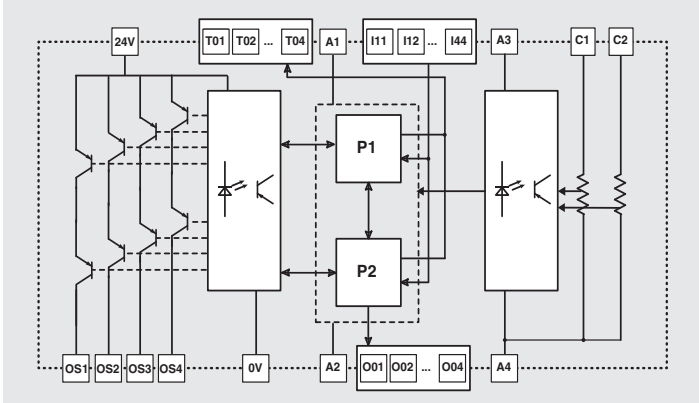 24V T01 T02 ... T04 A1 I11 I12 ... I44 A3 C1 C2
P1
P2
OS1 OS2 OS3 OS4 0V A2 O01 O02 ... O04 A4